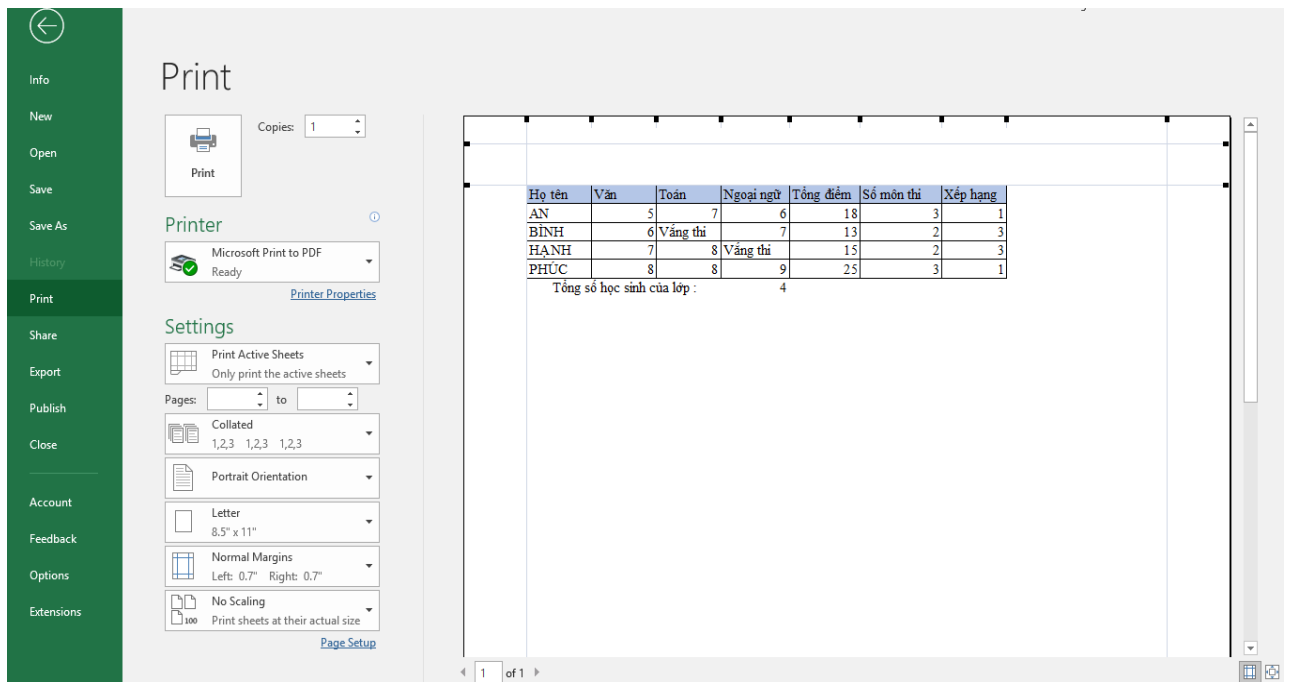 Info
New
Open
Save
Save As
History
Print
Share
Export
Publish
Close
Account
Feedback
Options
Extensions
Print
Print
Copies: 1
Printer
Microsoft Print to PDF
Ready
Printer Properties
Settings
Print Active Sheets
Only print the active sheets
Pages: to
Collated
1,2,3 1,2,3 1,2,3
Portrait Orientation
Letter
8.5" x 11"
Normal Margins
Left: 0.7" Right: 0.7"
No Scaling
100 Print sheets at their actual size
Page Setup
Họ tên Văn Toán Ngoại ngữ Tổng điểm Số môn thi Xếp hạng
AN 5 7 6 18 3 1
BÌNH 6 Vắng thi 7 13 2 3
HẠNH 7 8 Vắng thi 15 2 3
PHÚC 8 8 9 25 3 1
Tổng số học sinh của lớp : 4
1 of 1